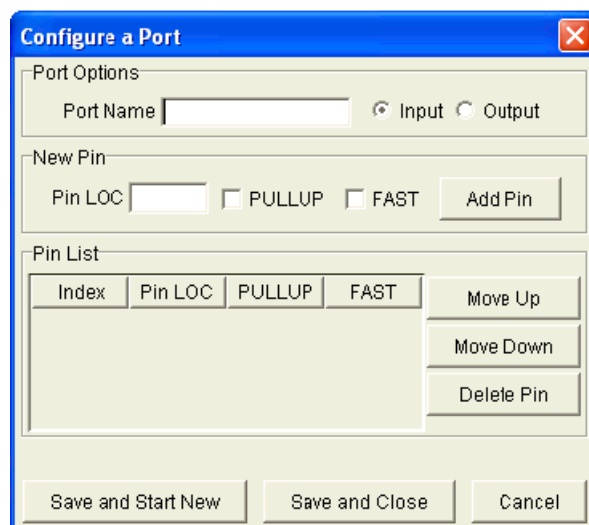 Configure a Port
Port Options
Port Name Input Output
New Pin
Pin LOC PULLUP FAST Add Pin
Pin List
Index Pin LOC PULLUP FAST
Move Up
Move Down
Delete Pin
Save and Start New Save and Close Cancel